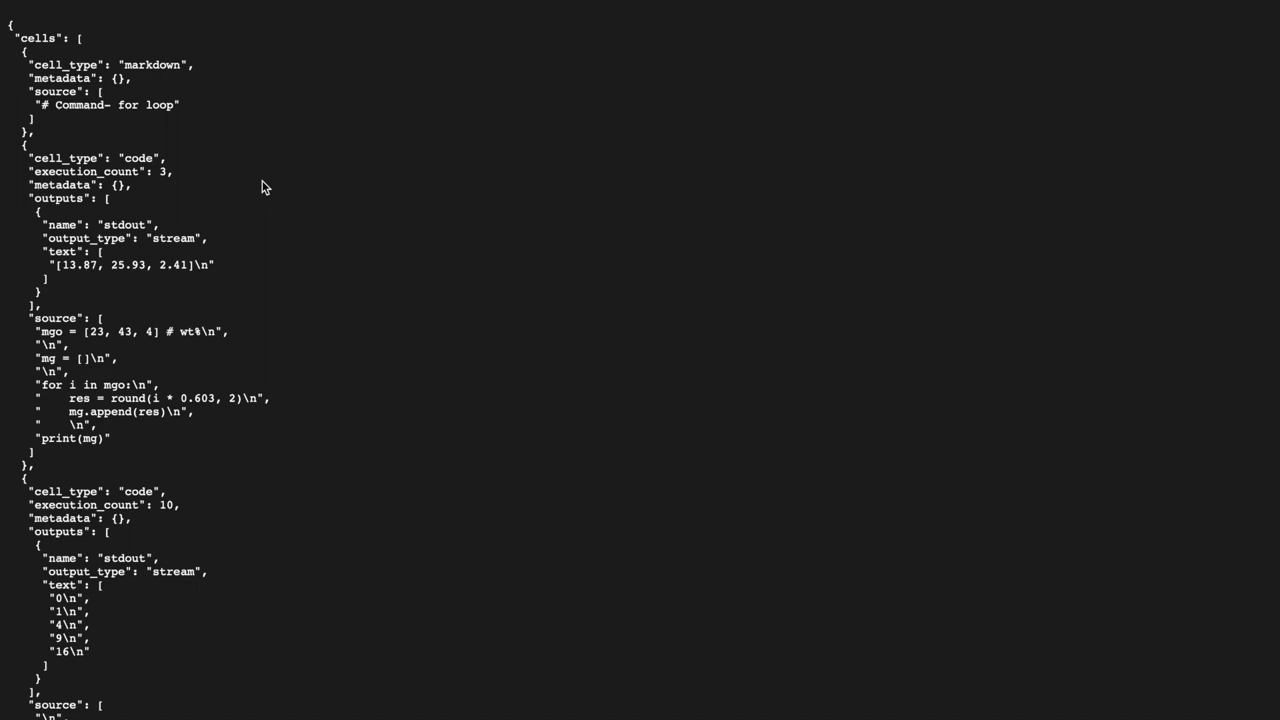 {
 "cells": [
  {
   "cell_type": "markdown",
   "metadata": {},
   "source": [
    "# Command- for loop"
   ]
  },
  {
   "cell_type": "code",
   "execution_count": 3,
   "metadata": {},
   "outputs": [
    {
     "name": "stdout",
     "output_type": "stream",
     "text": [
      "[13.87, 25.93, 2.41]\n"
     ]
    }
   ],
   "source": [
    "mgo = [23, 43, 4] # wt%\n",
    "\n",
    "mg = []\n",
    "\n",
    "for i in mgo:\n",
    "    res = round(i * 0.603, 2)\n",
    "    mg.append(res)\n",
    "    \n",
    "print(mg)"
   ]
  },
  {
   "cell_type": "code",
   "execution_count": 10,
   "metadata": {},
   "outputs": [
    {
     "name": "stdout",
     "output_type": "stream",
     "text": [
      "0\n",
      "1\n",
      "4\n",
      "9\n",
      "16\n"
     ]
    }
   ],
   "source": [
    "\n",